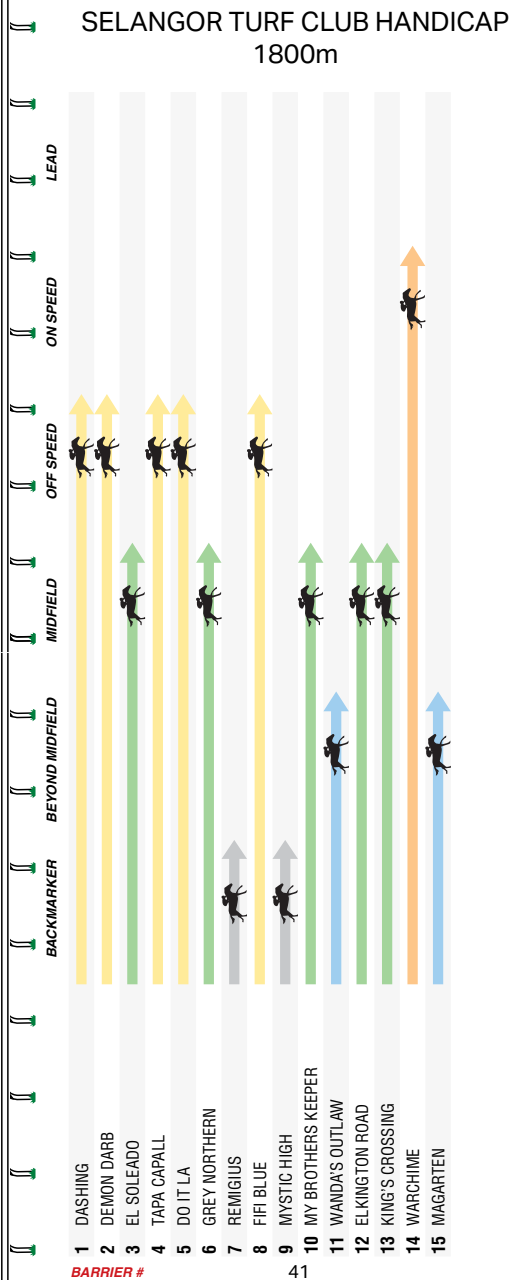 SELANGOR TURF CLUB HANDICAP
1800m
LEAD
ON SPEED
OFF SPEED
MIDFIELD
BEYOND MIDFIELD
BACKMARKER
1 DASHING
2 DEMON DARB
3 EL SOLEADO
4 TAPA CAPALL
5 DO IT LA
6 GREY NORTHERN
7 REMIGIUS
8 FIFI BLUE
9 MYSTIC HIGH
10 MY BROTHERS KEEPER
11 WANDA'S OUTLAW
12 ELKINGTON ROAD
13 KING'S CROSSING
14 WARCHIME
15 MAGARTEN
BARRIER #
41